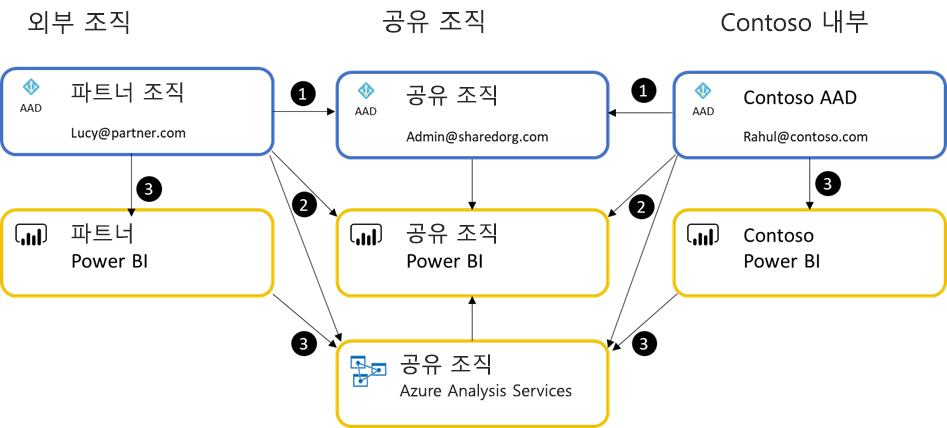 외부 조직
공유 조직
Contoso 내부
AAD
파트너 조직
Lucy@partner.com
1
AAD
공유 조직
Admin@sharedorg.com
1
AAD
Contoso AAD
Rahul@contoso.com
3
2
2
3
파트너
Power BI
공유 조직
Power BI
Contoso
Power BI
3
3
공유 조직
Azure Analysis Services